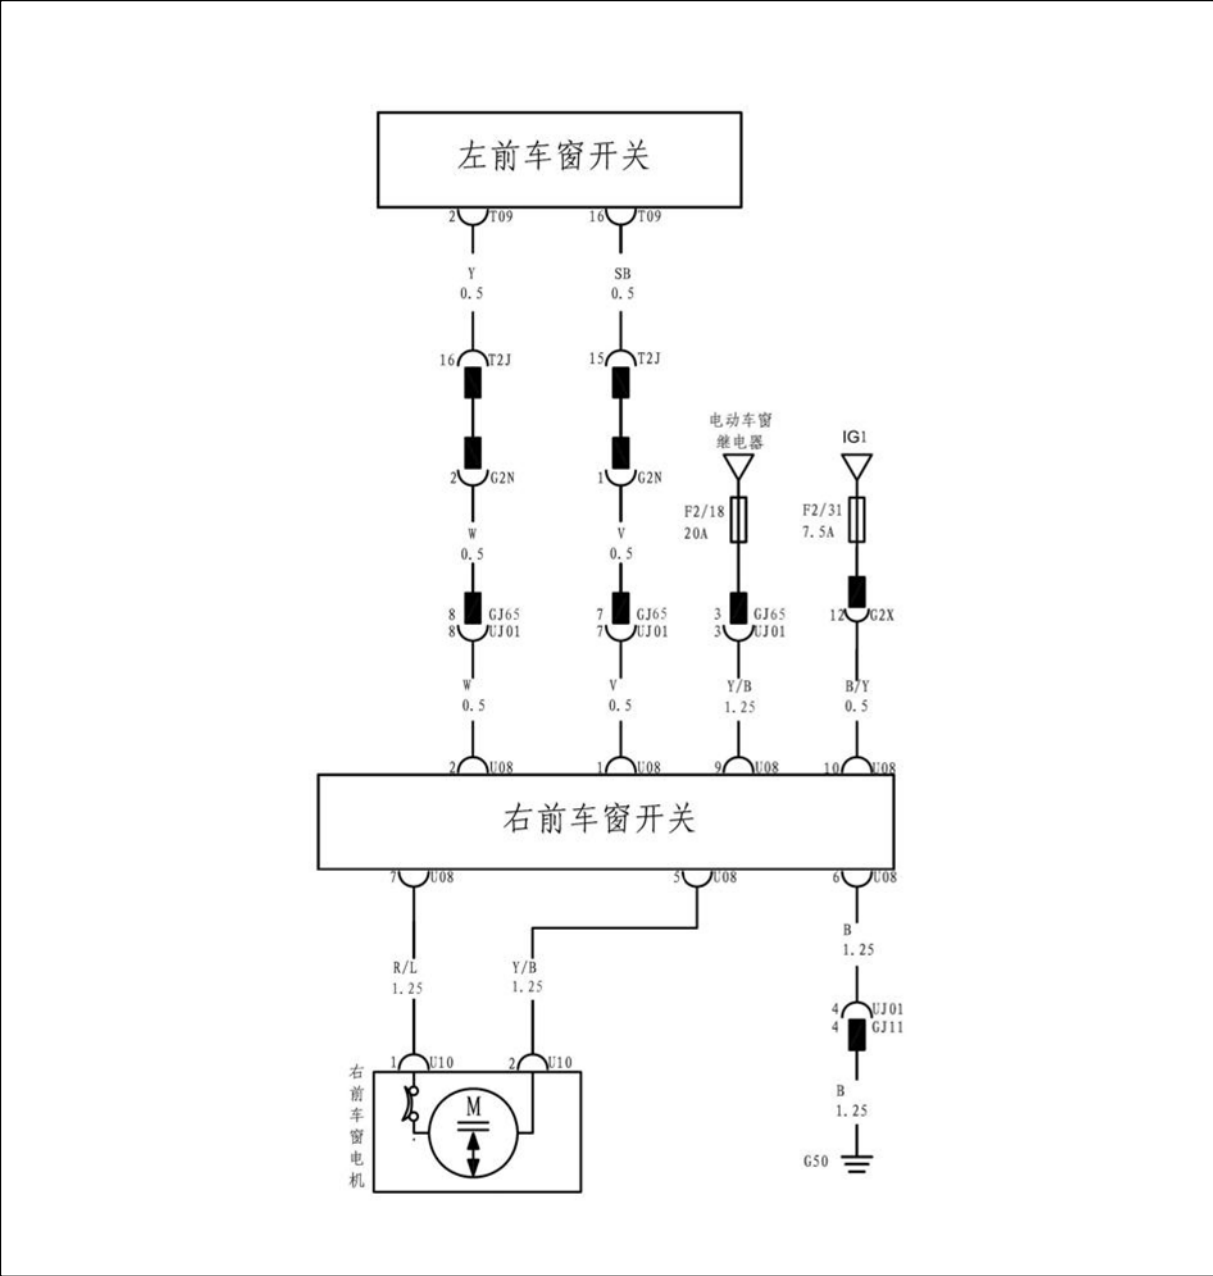 左前车窗开关
2 T09 16 T09
Y SB
0.5 0.5
16 T2J 15 T2J
电动车窗
继电器 IG1
2 G2N 1 G2N
F2/18 F2/31
20A 7.5A
W V
0.5 0.5
8 GJ65 7 GJ65 3 GJ65 12 G2X
8 UJ01 7 UJ01 3 UJ01
W V Y/B B/Y
0.5 0.5 1.25 0.5
2 U08 1 U08 9 U08 10 U08
右前车窗开关
7 U08 5 U08 6 U08
B
1.25
R/L Y/B
1.25 1.25
4 UJ01
4 GJ11
1 U10 2 U10
右前车窗电机
M
B
1.25
G50